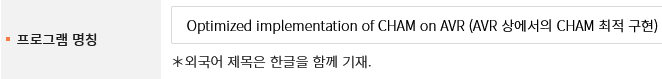 프로그램 명칭
Optimized implementation of CHAM on AVR (AVR 상에서의 CHAM 최적 구현)
＊외국어 제목은 한글을 함께 기재.